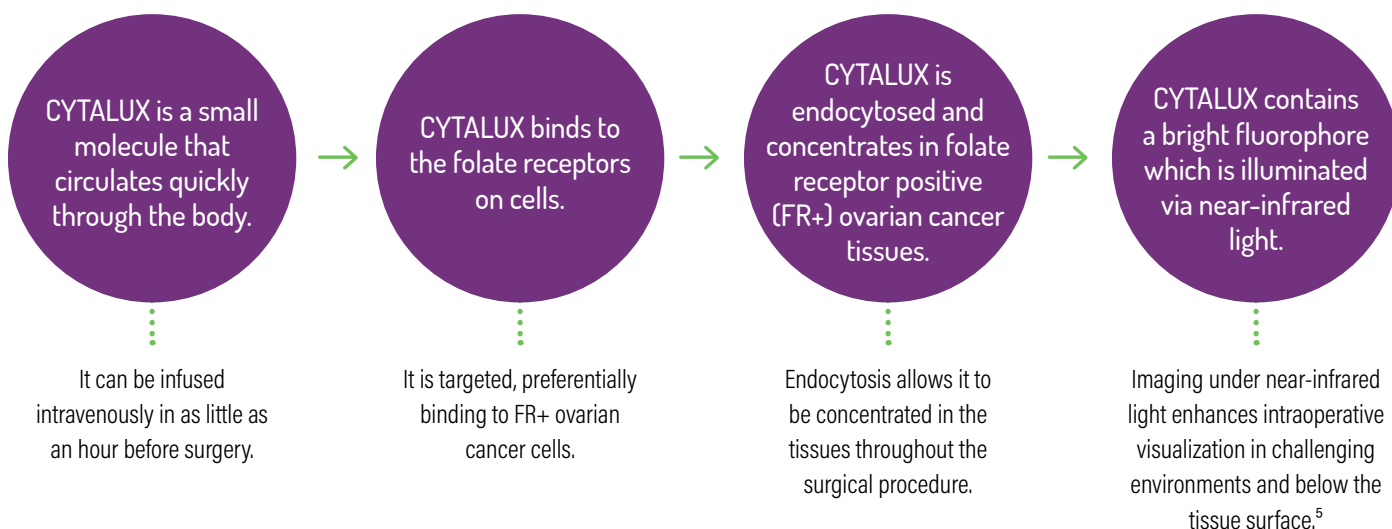 CYTALUX is a small
molecule that
circulates quickly
through the body.
It can be infused
intravenously in as little as
an hour before surgery.
CYTALUX binds to
the folate receptors
on cells.
It is targeted, preferentially
binding to FR+ ovarian
cancer cells.
CYTALUX is
endocytosed and
concentrates in folate
receptor positive
(FR+) ovarian cancer
tissues.
Endocytosis allows it to
be concentrated in the
tissues throughout the
surgical procedure.
CYTALUX contains
a bright fluorophore
which is illuminated
via near-infrared
light.
Imaging under near-infrared
light enhances intraoperative
visualization in challenging
environments and below the
tissue surface.⁵